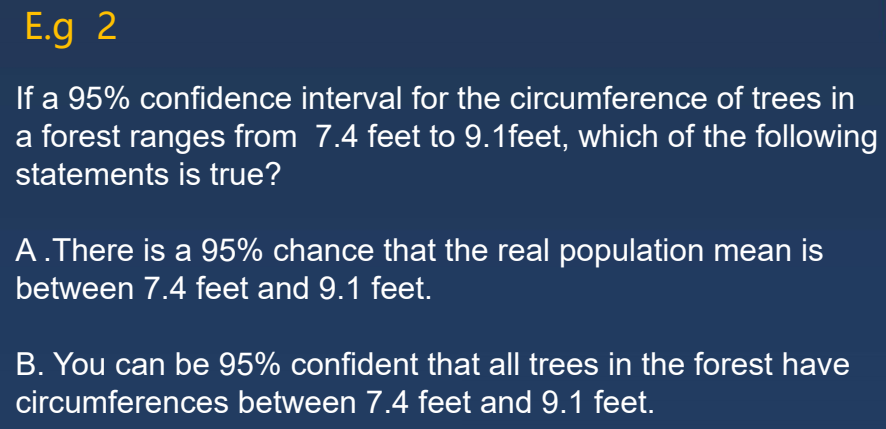 E.g 2
If a 95% confidence interval for the circumference of trees in
a forest ranges from 7.4 feet to 9.1feet, which of the following
statements is true?
A .There is a 95% chance that the real population mean is
between 7.4 feet and 9.1 feet.
B. You can be 95% confident that all trees in the forest have
circumferences between 7.4 feet and 9.1 feet.